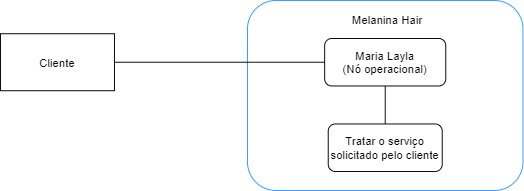 Melanina Hair
Cliente
Maria Layla
(Nó operacional)
Tratar o serviço
solicitado pelo cliente